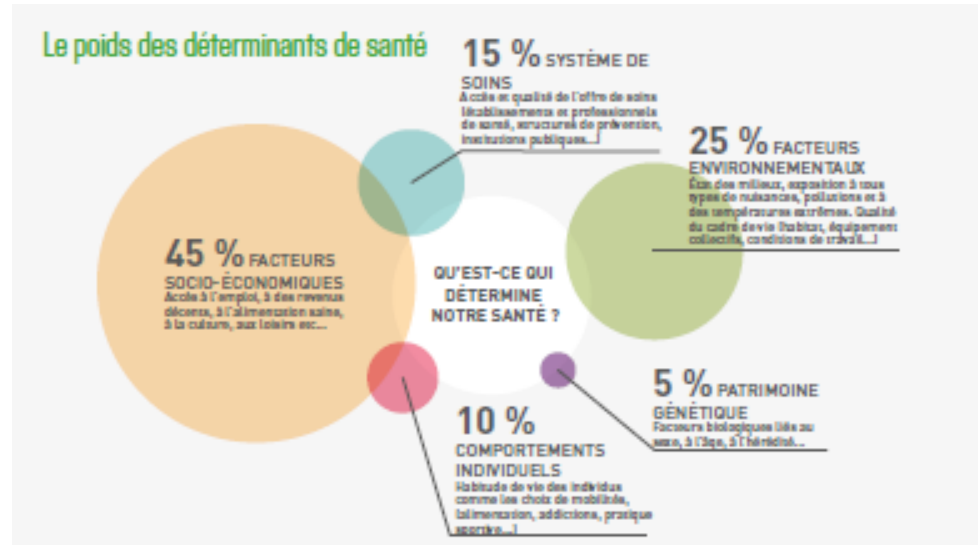 Le poids des déterminants de santé
15 % SYSTÈME DE
SOINS
Accès et qualité de l'offre de soins
(établissements et professionnels
de santé, structures de prévention,
institutions publiques...)
25 % FACTEURS
ENVIRONNEMENTAUX
État des milieux, exposition à tous
types de nuisances, pollutions et à
des températures extrêmes. Qualité
du cadre de vie (habitat, équipement
collectifs, conditions de travail...)
45 % FACTEURS
SOCIO-ÉCONOMIQUES
Accès à l'emploi, à des revenus
décents, à l'alimentation saine,
à la culture, aux loisirs etc...
QU'EST-CE QUI
DÉTERMINE
NOTRE SANTÉ ?
5 % PATRIMOINE
GÉNÉTIQUE
Facteurs biologiques liés au
sexe, à l'âge, à l'hérédité...
10 %
COMPORTEMENTS
INDIVIDUELS
Habitude de vie des individus
comme les choix de mobilités,
(alimentation, addictions, pratique
sportive...)